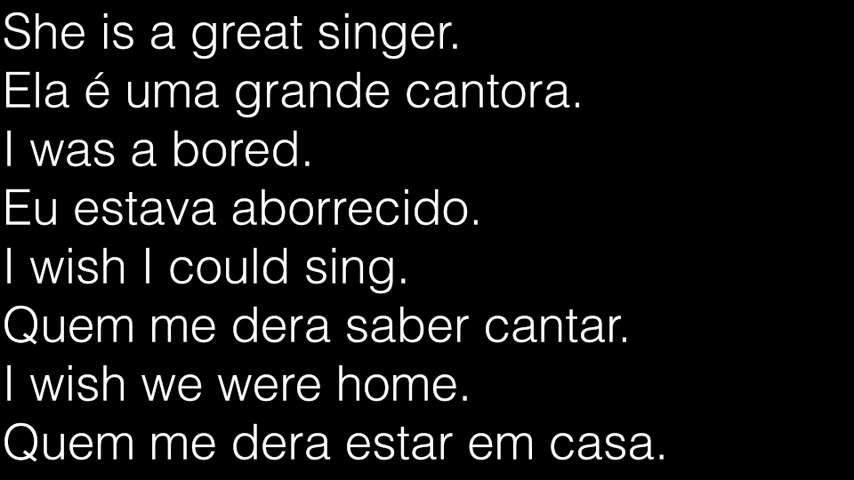 She is a great singer.
Ela é uma grande cantora.
I was a bored.
Eu estava aborrecido.
I wish I could sing.
Quem me dera saber cantar.
I wish we were home.
Quem me dera estar em casa.